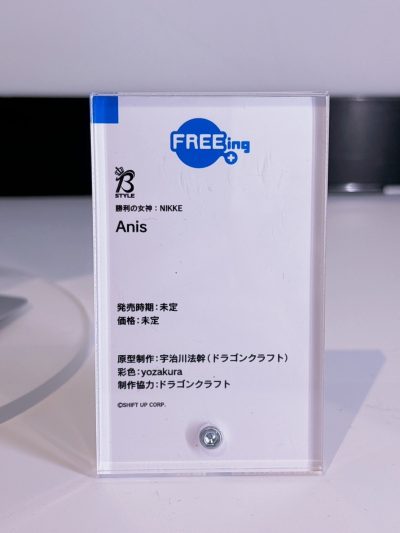 FREEing
B
STYLE
勝利の女神:NIKKE
Anis
発売時期:未定
価格:未定
原型制作:宇治川法幹(ドラゴンクラフト)
彩色:yozakura
制作協力:ドラゴンクラフト
©SHIFT UP CORP.